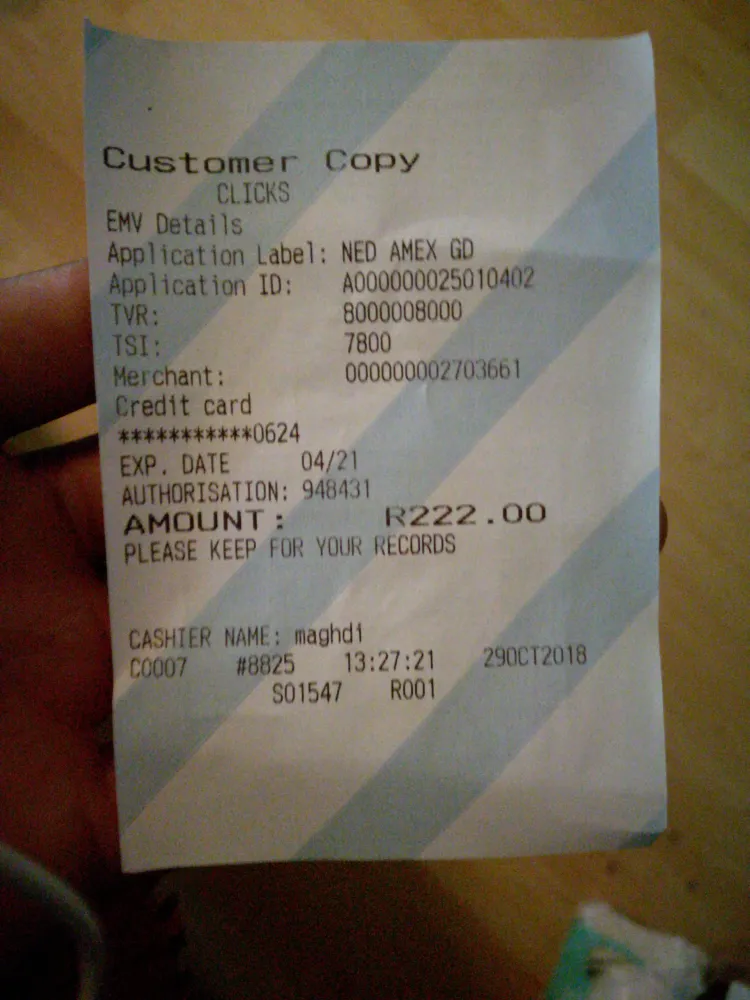 Customer Copy
CLICKS
EMV Details
Application Label: NED AMEX GD
Application ID: A000000025010402
TVR: 8000008000
TSI: 7800
Merchant: 000000002703661
Credit card
***********0624
EXP. DATE 04/21
AUTHORISATION: 948431
AMOUNT: R222.00
PLEASE KEEP FOR YOUR RECORDS
CASHIER NAME: maghdi
C0007 #8825 13:27:21 29OCT2018
S01547 R001